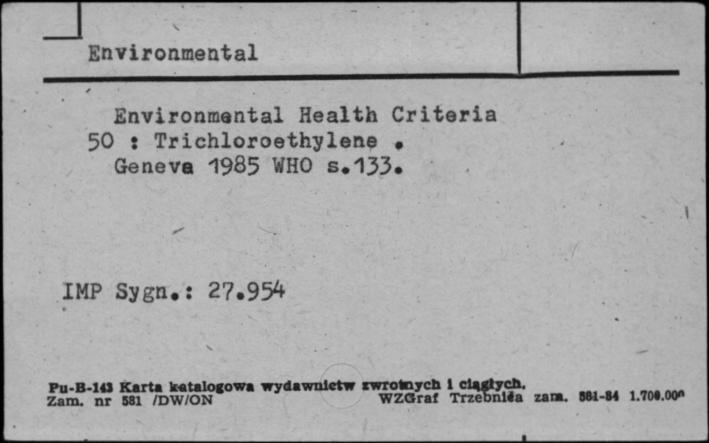 Environmental
Environmental Health Criteria
50 : Trichloroethylene .
Geneva 1985 WHO s.133.
IMP Sygn.: 27.954
Pu-B-143 Karta katalogowa wydawnictw zwrotnych i ciągłych.
Zam. nr 581 /DW/ON WZGraf Trzebnica zam. 581-84 1.700.000